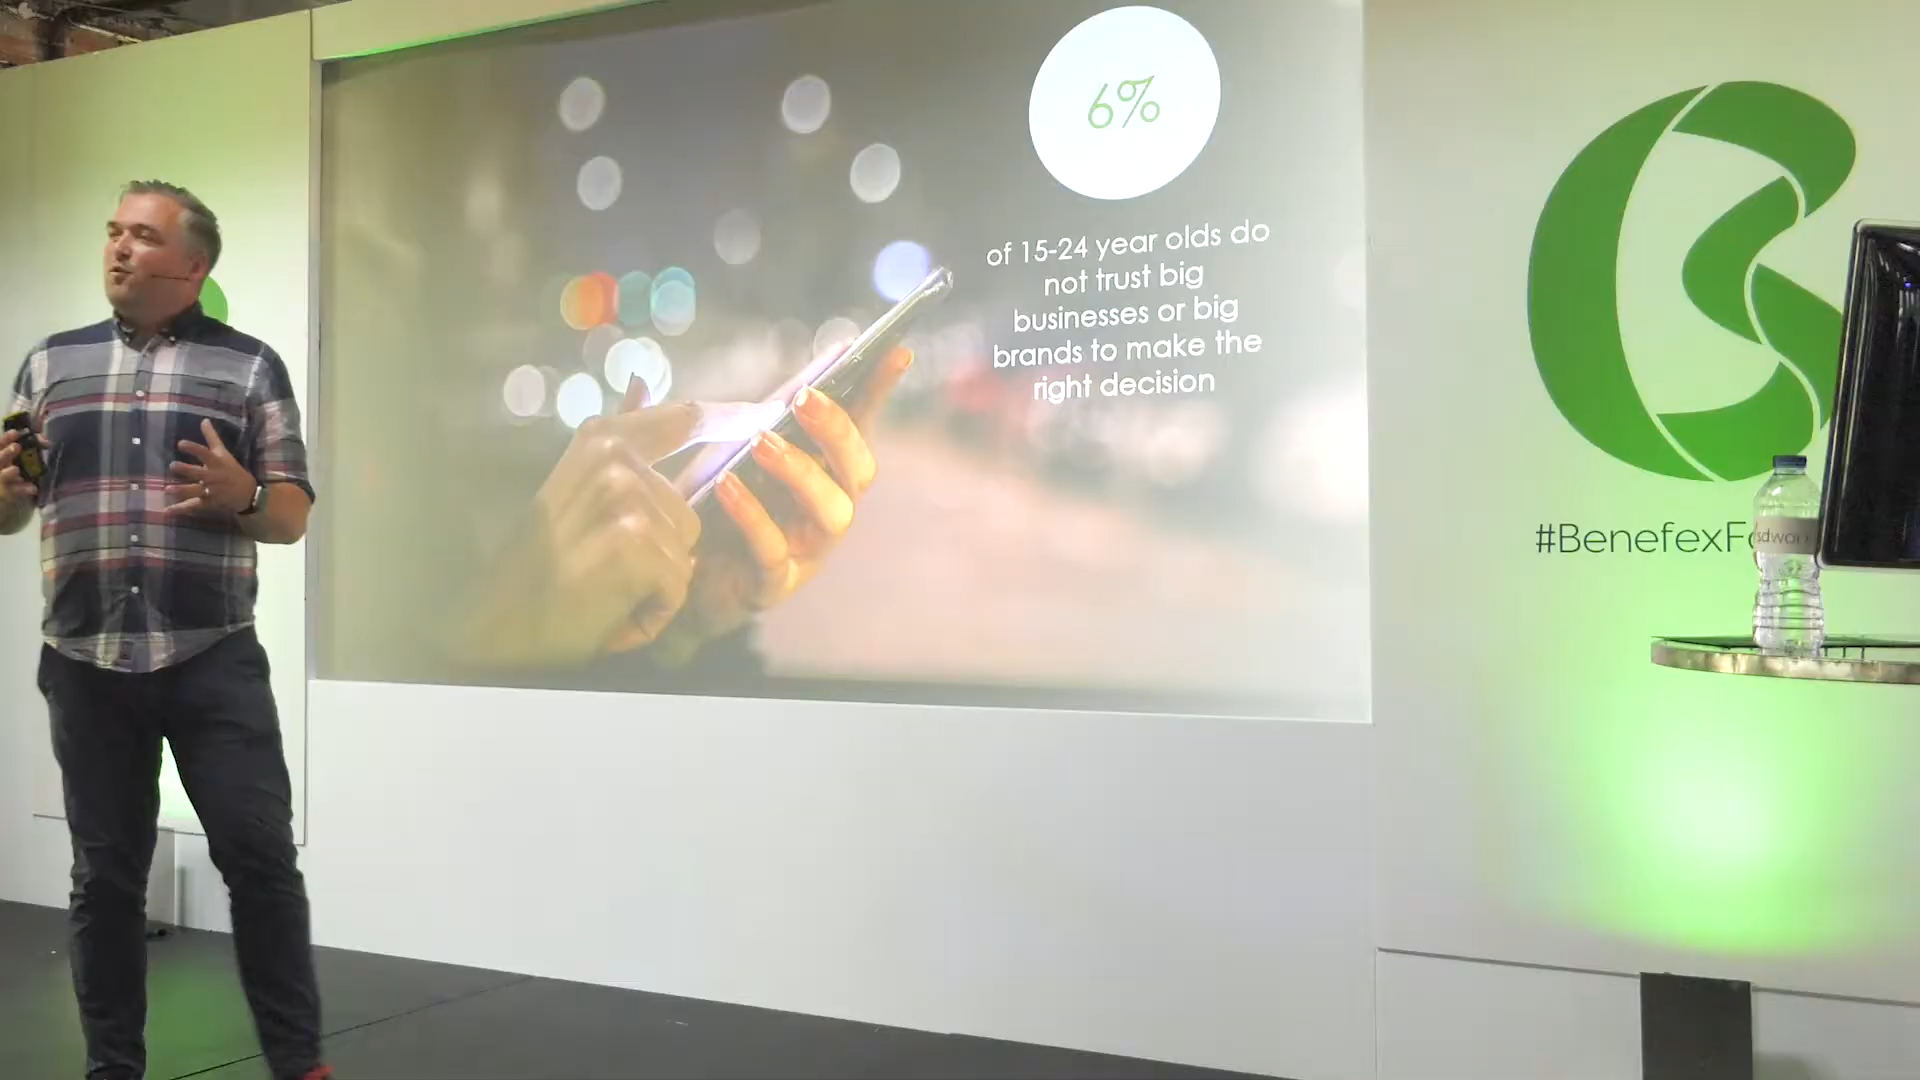 6%
of 15-24 year olds do
not trust big
businesses or big
brands to make the
right decision
#BenefexF
sdwor